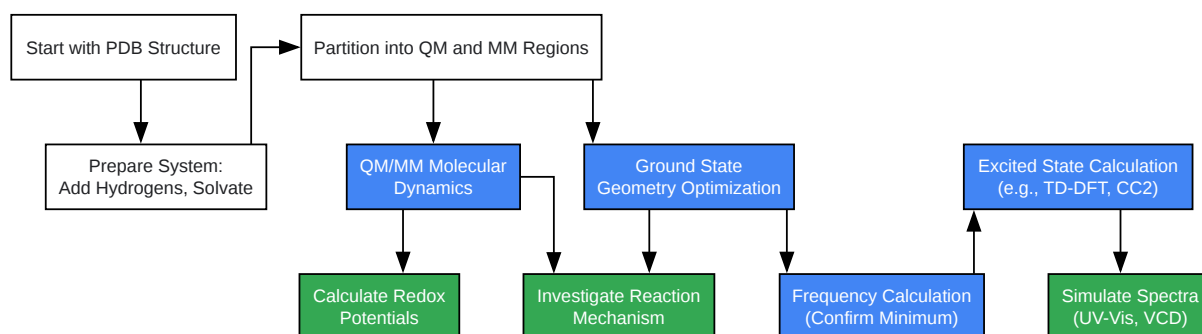 Start with PDB Structure
Partition into QM and MM Regions
Prepare System:
Add Hydrogens, Solvate
QM/MM Molecular
Dynamics
Ground State
Geometry Optimization
Excited State Calculation
(e.g., TD-DFT, CC2)
Calculate Redox
Potentials
Investigate Reaction
Mechanism
Frequency Calculation
(Confirm Minimum)
Simulate Spectra
(UV-Vis, VCD)